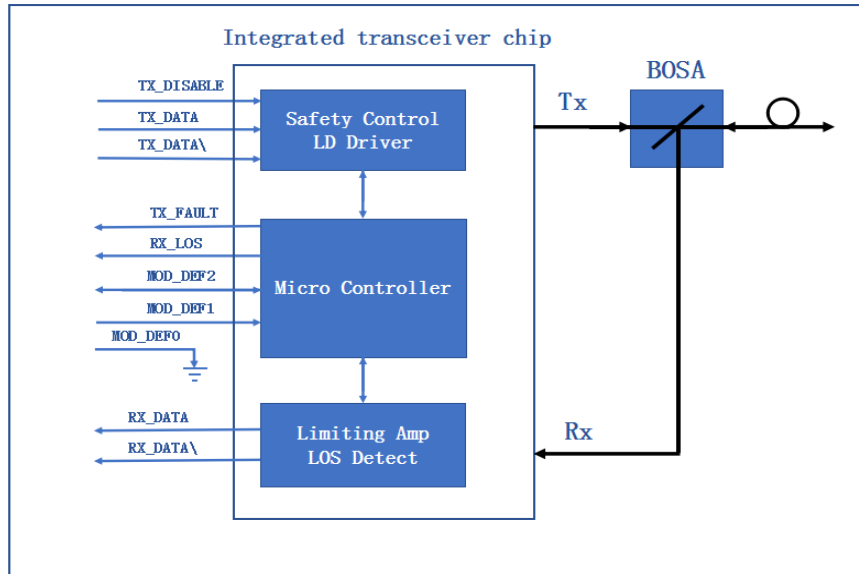 Integrated transceiver chip
BOSA
TX_DISABLE
TX_DATA
TX_DATA\
Safety Control
LD Driver
Tx
TX_FAULT
RX_LOS
MOD_DEF2
MOD_DEF1
MOD_DEF0
Micro Controller
RX_DATA
RX_DATA\
Limiting Amp
LOS Detect
Rx